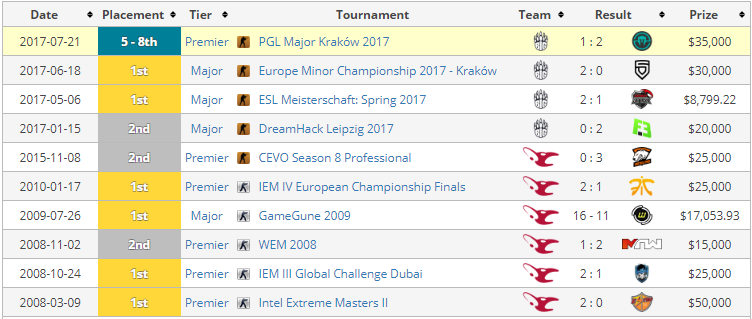 Date Placement Tier Tournament Team Result Prize
2017-07-21 5 - 8th Premier PGL Major Kraków 2017 1 : 2 $35,000
2017-06-18 1st Major Europe Minor Championship 2017 - Kraków 2 : 0 $30,000
2017-05-06 1st Major ESL Meisterschaft: Spring 2017 2 : 1 $8,799.22
2017-01-15 2nd Major DreamHack Leipzig 2017 0 : 2 $20,000
2015-11-08 2nd Premier CEVO Season 8 Professional 0 : 3 $25,000
2010-01-17 1st Premier IEM IV European Championship Finals 2 : 1 $25,000
2009-07-26 1st Major GameGune 2009 16 - 11 $17,053.93
2008-11-02 2nd Premier WEM 2008 1 : 2 $15,000
2008-10-24 1st Premier IEM III Global Challenge Dubai 2 : 1 $25,000
2008-03-09 1st Premier Intel Extreme Masters II 2 : 0 $50,000